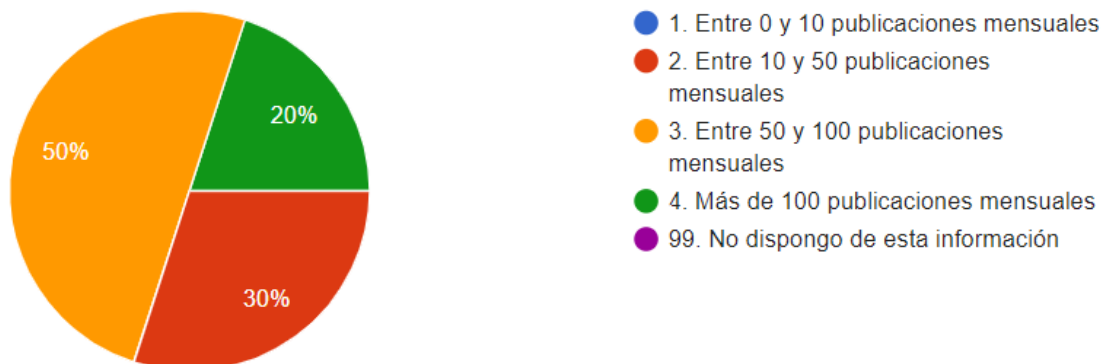 50%
20%
30%
1. Entre 0 y 10 publicaciones mensuales
2. Entre 10 y 50 publicaciones
mensuales
3. Entre 50 y 100 publicaciones
mensuales
4. Más de 100 publicaciones mensuales
99. No dispongo de esta información